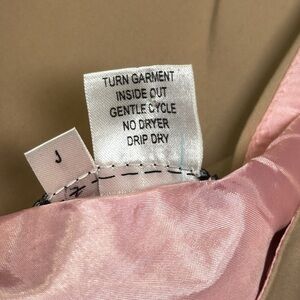 TURN GARMENT
INSIDE OUT
GENTLE CYCLE
NO DRYER
DRIP DRY
J